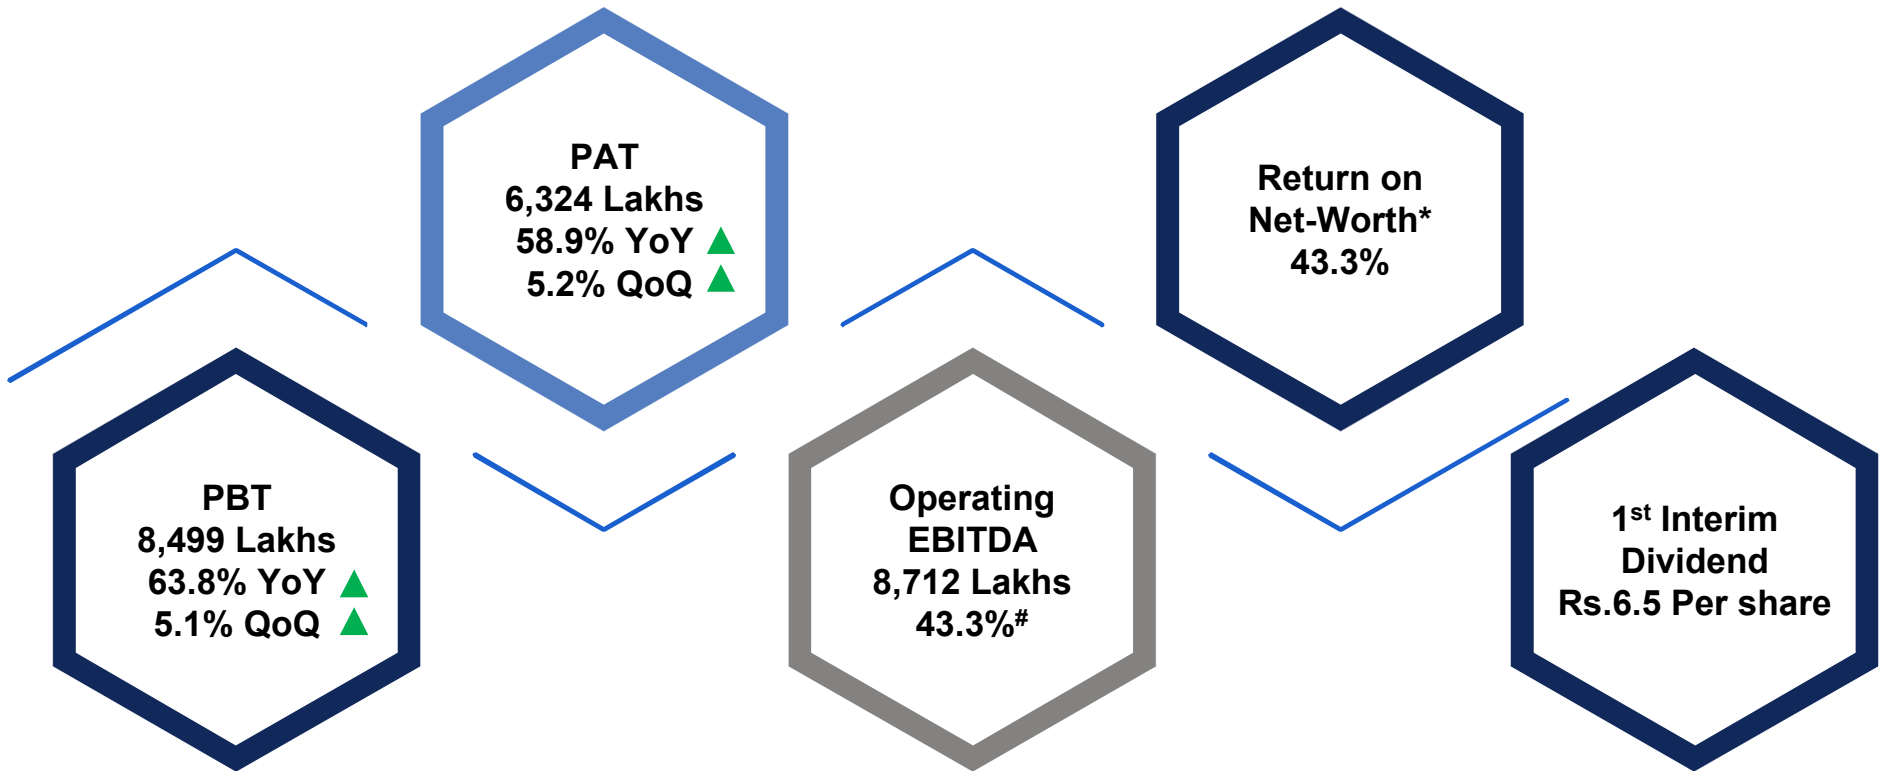 PBT
8,499 Lakhs
63.8% YoY
5.1% QoQ
PAT
6,324 Lakhs
58.9% YoY
5.2% QoQ
Operating
EBITDA
8,712 Lakhs
43.3%#
Return on
Net-Worth*
43.3%
1st Interim
Dividend
Rs.6.5 Per share